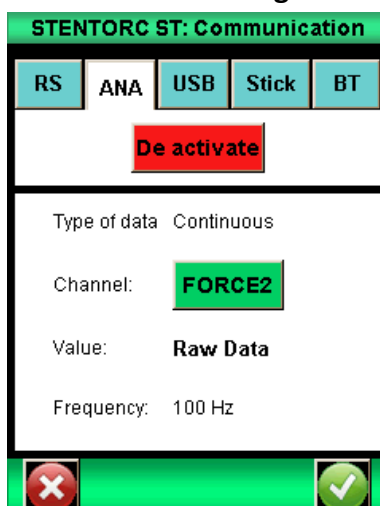 STENTORC ST: Communication
RS ANA USB Stick BT
De activate
Type of data Continuous
Channel: FORCE2
Value: Raw Data
Frequency: 100 Hz